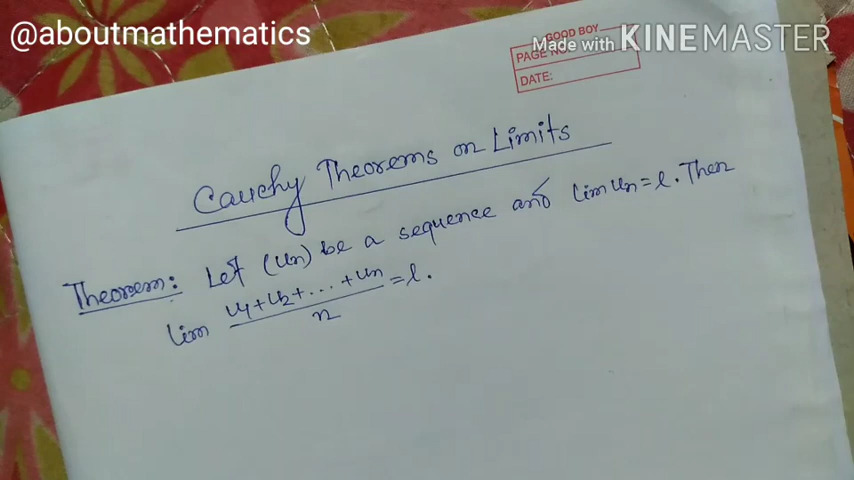 @aboutmathematics
Made with KINEMASTER
GOOD BOY
PAGE NO.
DATE:
Cauchy Theorems on Limits
Theorem: Let (un) be a sequence and lim un = l. Then
lim (u1+u2+...+un)/n = l.